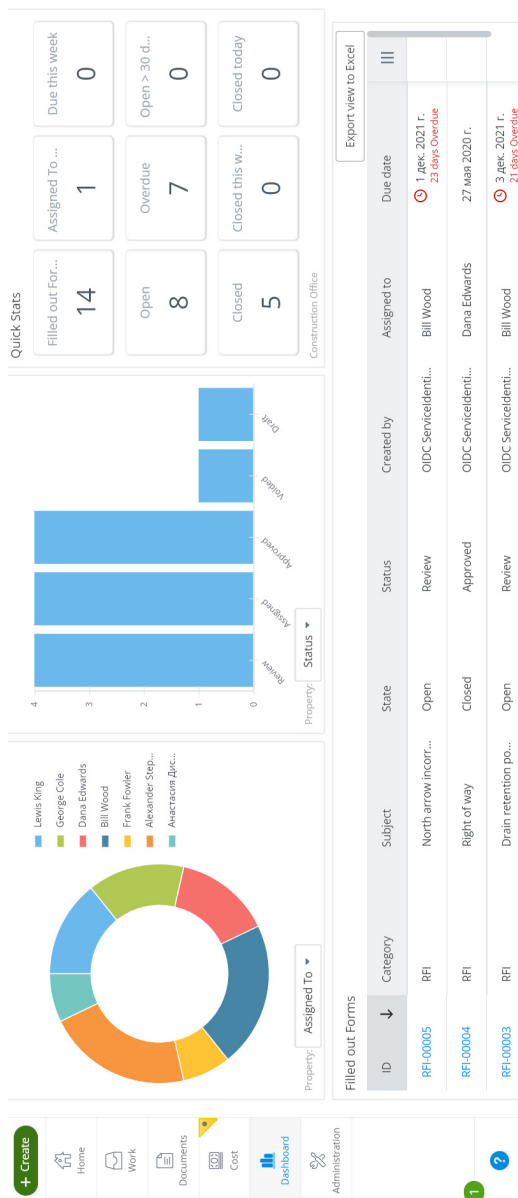 + Create
Home
Work
Documents
Cost
Dashboard
Administration
1
?
Lewis King
George Cole
Dana Edwards
Bill Wood
Frank Fowler
Alexander Step...
Анастасия Дис...
Property: Assigned To
4
3
2
1
0
Review
Assigned
Approved
Voided
Draft
Property: Status
Quick Stats
Filled out For...
14
Assigned To ...
1
Due this week
0
Open
8
Overdue
7
Open > 30 d...
0
Closed
5
Closed this w...
0
Closed today
0
Construction Office
Filled out Forms
Export view to Excel
ID Category Subject State Status Created by Assigned to Due date
RFI-00005 RFI North arrow incorr... Open Review OIDC ServiceIdenti... Bill Wood 1 дек. 2021 г.
23 days Overdue
RFI-00004 RFI Right of way Closed Approved OIDC ServiceIdenti... Dana Edwards 27 мая 2020 г.
RFI-00003 RFI Drain retention po... Open Review OIDC ServiceIdenti... Bill Wood 3 дек. 2021 г.
21 days Overdue